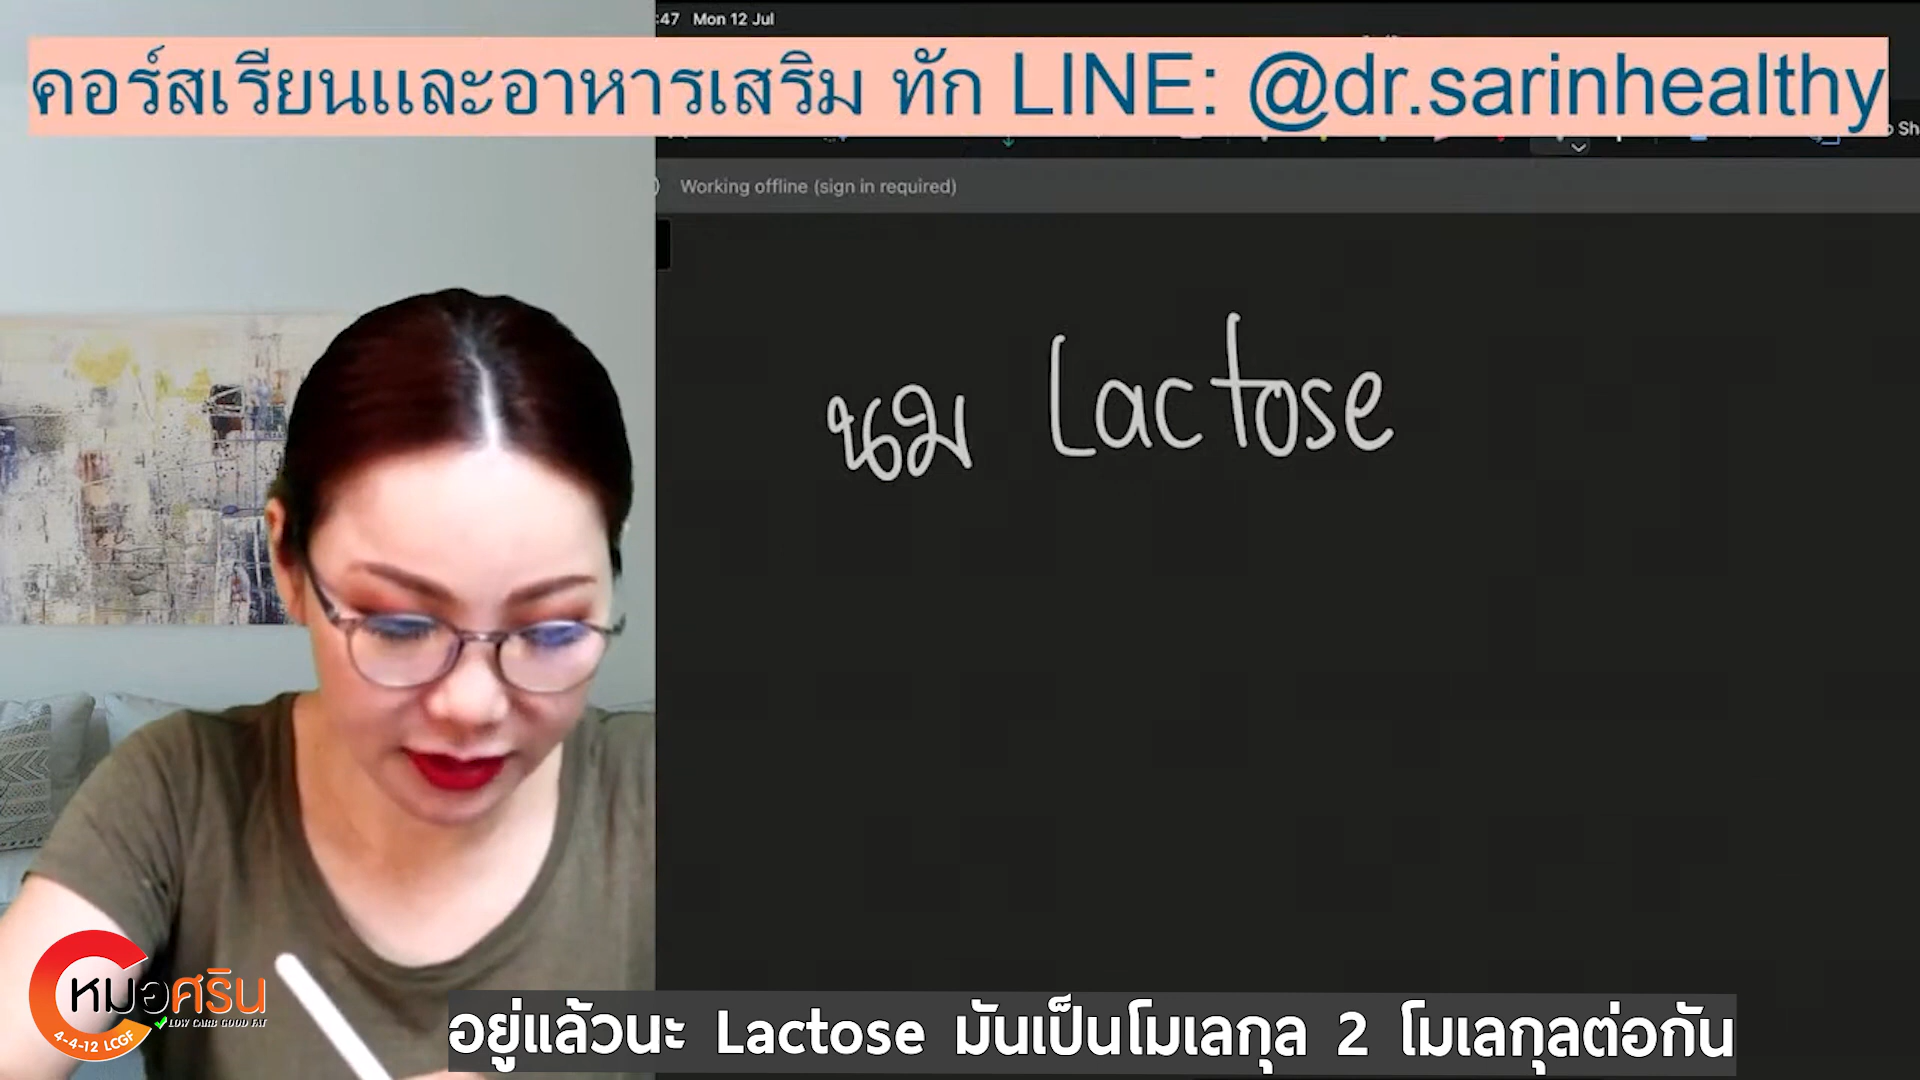 :47 Mon 12 Jul
คอร์สเรียนและอาหารเสริม ทัก LINE: @dr.sarinhealthy
Working offline (sign in required)
นม Lactose
หมอศริน
LOW CARB GOOD FAT
4-4-12 LCGF
อยู่แล้วนะ Lactose มันเป็นโมเลกุล 2 โมเลกุลต่อกัน